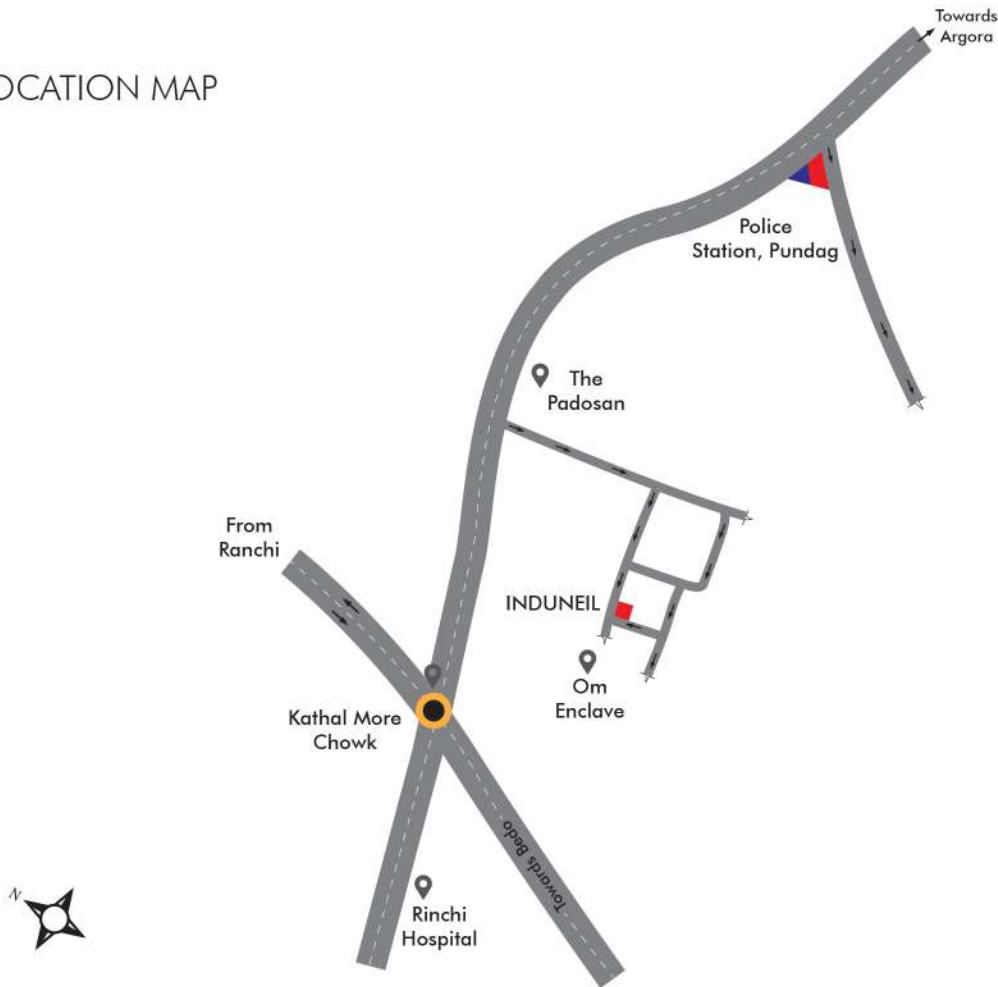 Towards
Argora
OCATION MAP
Police
Station, Pundag
The
Padosan
From
Ranchi
INDUNEIL
Om
Enclave
Kathal More
Chowk
Towards Bedo
N
Rinchi
Hospital